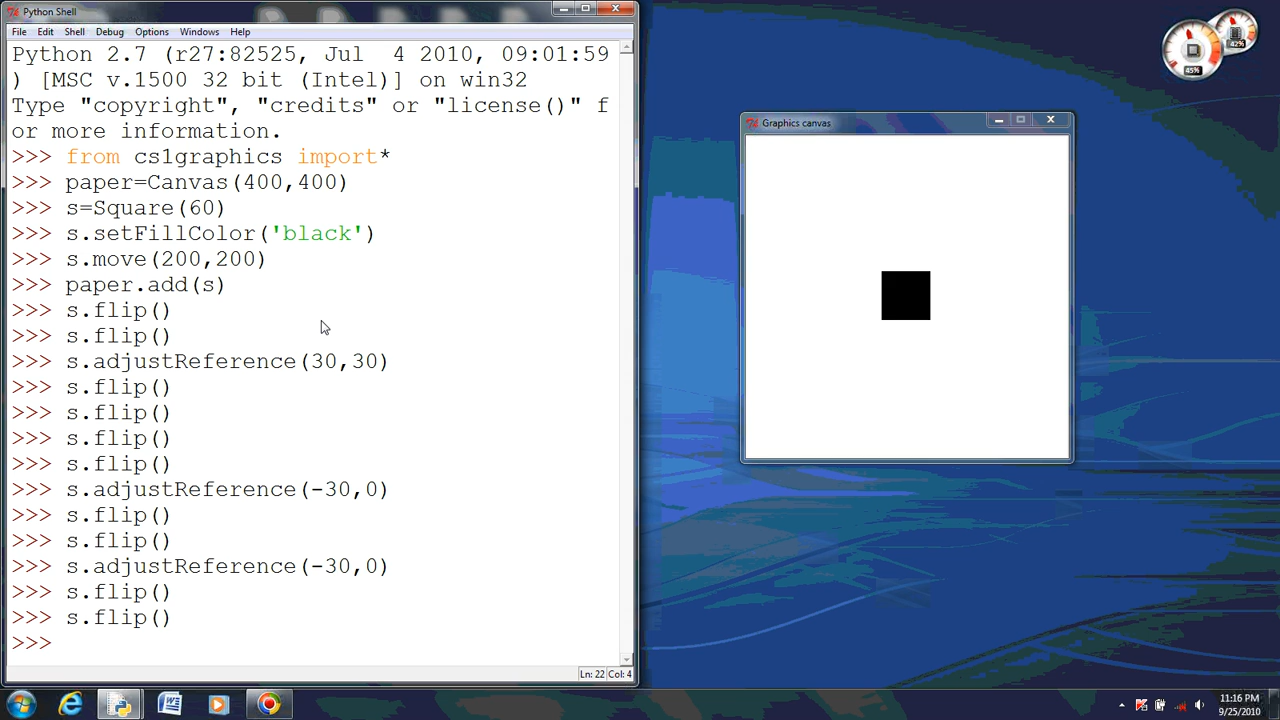 Python Shell
File Edit Shell Debug Options Windows Help
Python 2.7 (r27:82525, Jul  4 2010, 09:01:59
) [MSC v.1500 32 bit (Intel)] on win32
Type "copyright", "credits" or "license()" f
or more information.
>>> from cs1graphics import*
>>> paper=Canvas(400,400)
>>> s=Square(60)
>>> s.setFillColor('black')
>>> s.move(200,200)
>>> paper.add(s)
>>> s.flip()
>>> s.flip()
>>> s.adjustReference(30,30)
>>> s.flip()
>>> s.flip()
>>> s.flip()
>>> s.flip()
>>> s.adjustReference(-30,0)
>>> s.flip()
>>> s.flip()
>>> s.adjustReference(-30,0)
>>> s.flip()
>>> s.flip()
>>>
Ln: 22 Col: 4
Graphics canvas
42%
45%
11:16 PM
9/25/2010